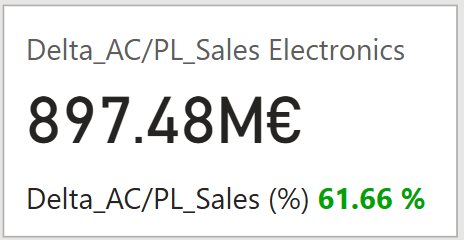 Delta_AC/PL_Sales Electronics
897.48M€
Delta_AC/PL_Sales (%) 61.66 %